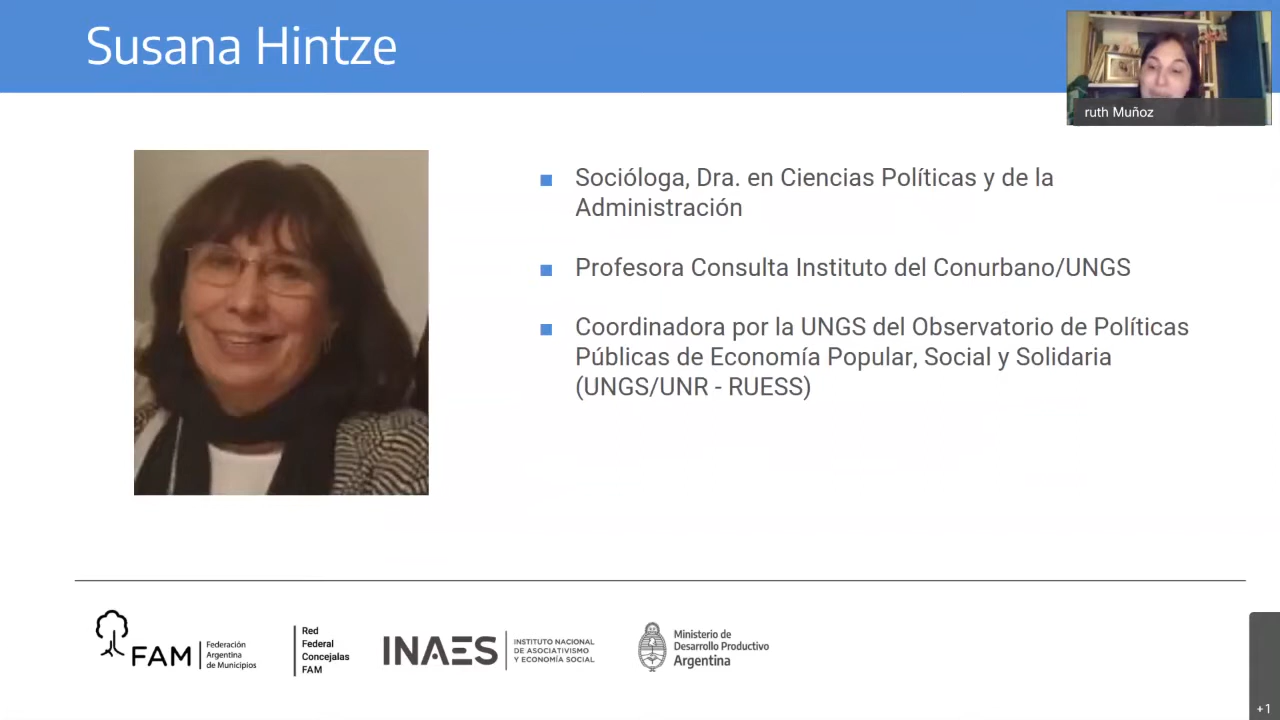 Susana Hintze
ruth Muñoz
Socióloga, Dra. en Ciencias Políticas y de la
Administración
Profesora Consulta Instituto del Conurbano/UNGS
Coordinadora por la UNGS del Observatorio de Políticas
Públicas de Economía Popular, Social y Solidaria
(UNGS/UNR - RUESS)
FAM
Federación
Argentina
de Municipios
Red
Federal
Concejalas
FAM
INAES
INSTITUTO NACIONAL
DE ASOCIATIVISMO
Y ECONOMÍA SOCIAL
Ministerio de
Desarrollo Productivo
Argentina
+1